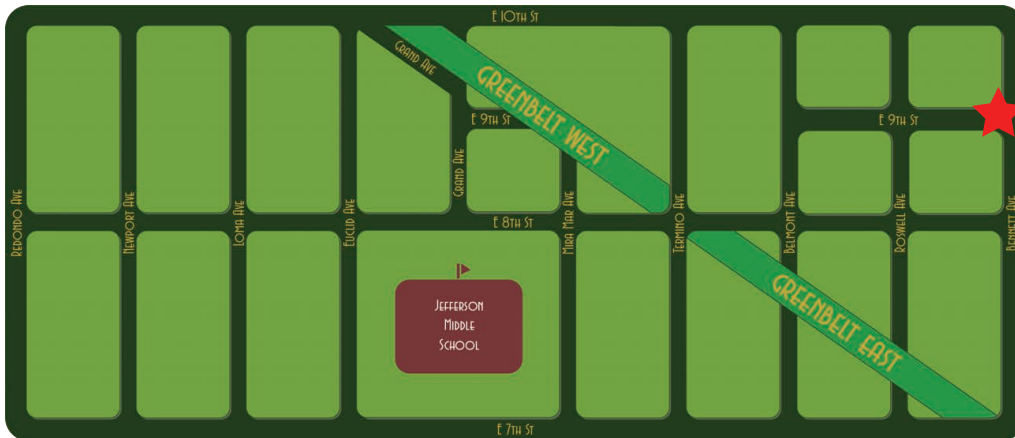 E 10TH ST
GRAND AVE
GREENBELT WEST
E 9TH ST
E 9TH ST
GRAND AVE
REDONDO AVE
NEWPORT AVE
LOMA AVE
EUCLID AVE
E 8TH ST
MIRA MAR AVE
TERMINO AVE
BELMONT AVE
ROSWELL AVE
BENNETT AVE
JEFFERSON
MIDDLE
SCHOOL
GREENBELT EAST
E 7TH ST